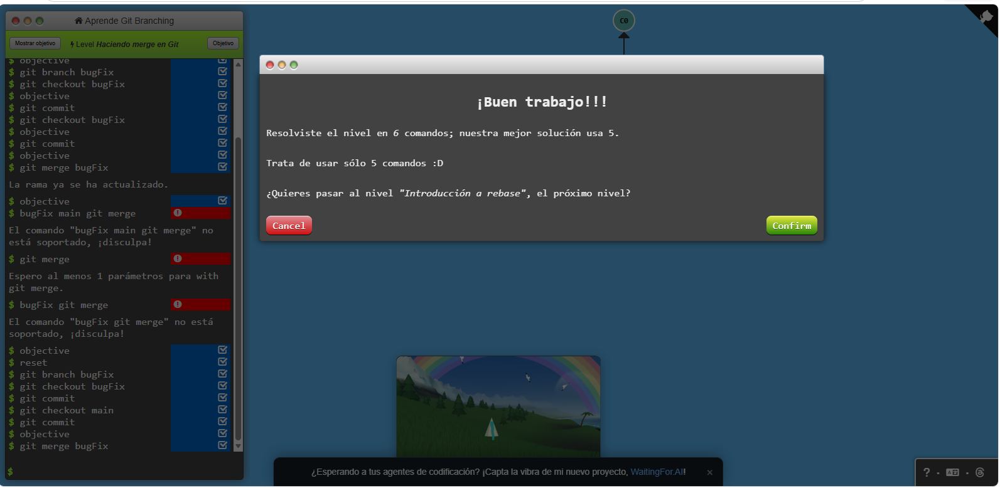 Aprende Git Branching
Mostrar objetivo
Level Haciendo merge en Git
Objetivo
$ objective
$ git branch bugFix
$ git checkout bugFix
$ objective
$ git commit
$ git checkout bugFix
$ objective
$ git commit
$ objective
$ git merge bugFix
La rama ya se ha actualizado.
$ objective
$ bugFix main git merge
El comando "bugFix main git merge" no
está soportado, ¡disculpa!
$ git merge
Espero al menos 1 parámetros para with
git merge.
$ bugFix git merge
El comando "bugFix git merge" no está
soportado, ¡disculpa!
$ objective
$ reset
$ git branch bugFix
$ git checkout bugFix
$ git commit
$ git checkout main
$ git commit
$ objective
$ git merge bugFix
$
C0
¡Buen trabajo!!!
Resolviste el nivel en 6 comandos; nuestra mejor solución usa 5.
Trata de usar sólo 5 comandos :D
¿Quieres pasar al nivel "Introducción a rebase", el próximo nivel?
Cancel
Confirm
¿Esperando a tus agentes de codificación? ¡Capta la vibra de mi nuevo proyecto, WaitingFor.AI!
×
?